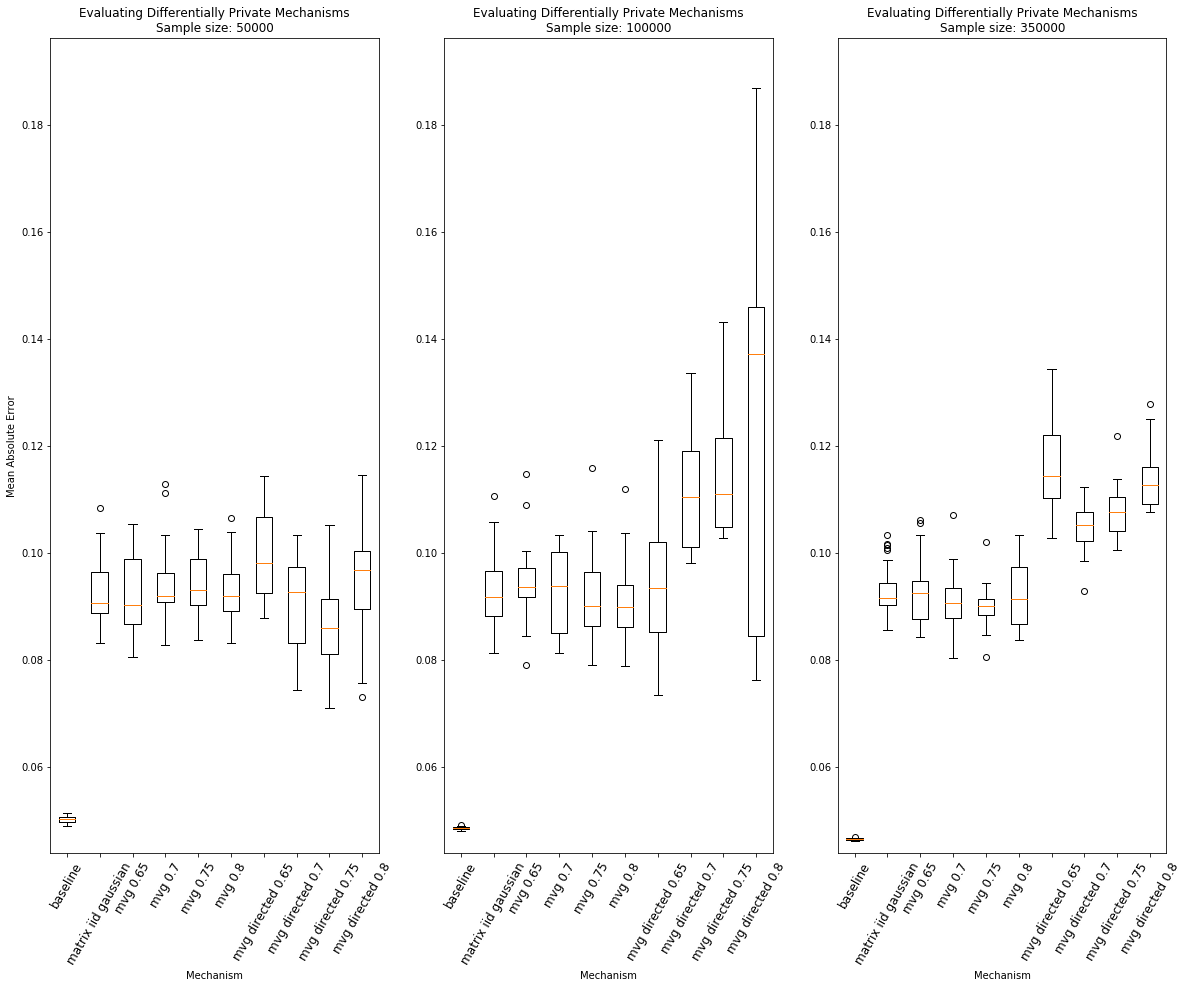 Evaluating Differentially Private Mechanisms
Sample size: 50000
Mean Absolute Error
0.18
0.16
0.14
0.12
0.10
0.08
0.06
baseline
matrix iid gaussian
mvg 0.65
mvg 0.7
mvg 0.75
mvg 0.8
mvg directed 0.65
mvg directed 0.7
mvg directed 0.75
mvg directed 0.8
Mechanism
Evaluating Differentially Private Mechanisms
Sample size: 100000
0.18
0.16
0.14
0.12
0.10
0.08
0.06
baseline
matrix iid gaussian
mvg 0.65
mvg 0.7
mvg 0.75
mvg 0.8
mvg directed 0.65
mvg directed 0.7
mvg directed 0.75
mvg directed 0.8
Mechanism
Evaluating Differentially Private Mechanisms
Sample size: 350000
0.18
0.16
0.14
0.12
0.10
0.08
0.06
baseline
matrix iid gaussian
mvg 0.65
mvg 0.7
mvg 0.75
mvg 0.8
mvg directed 0.65
mvg directed 0.7
mvg directed 0.75
mvg directed 0.8
Mechanism